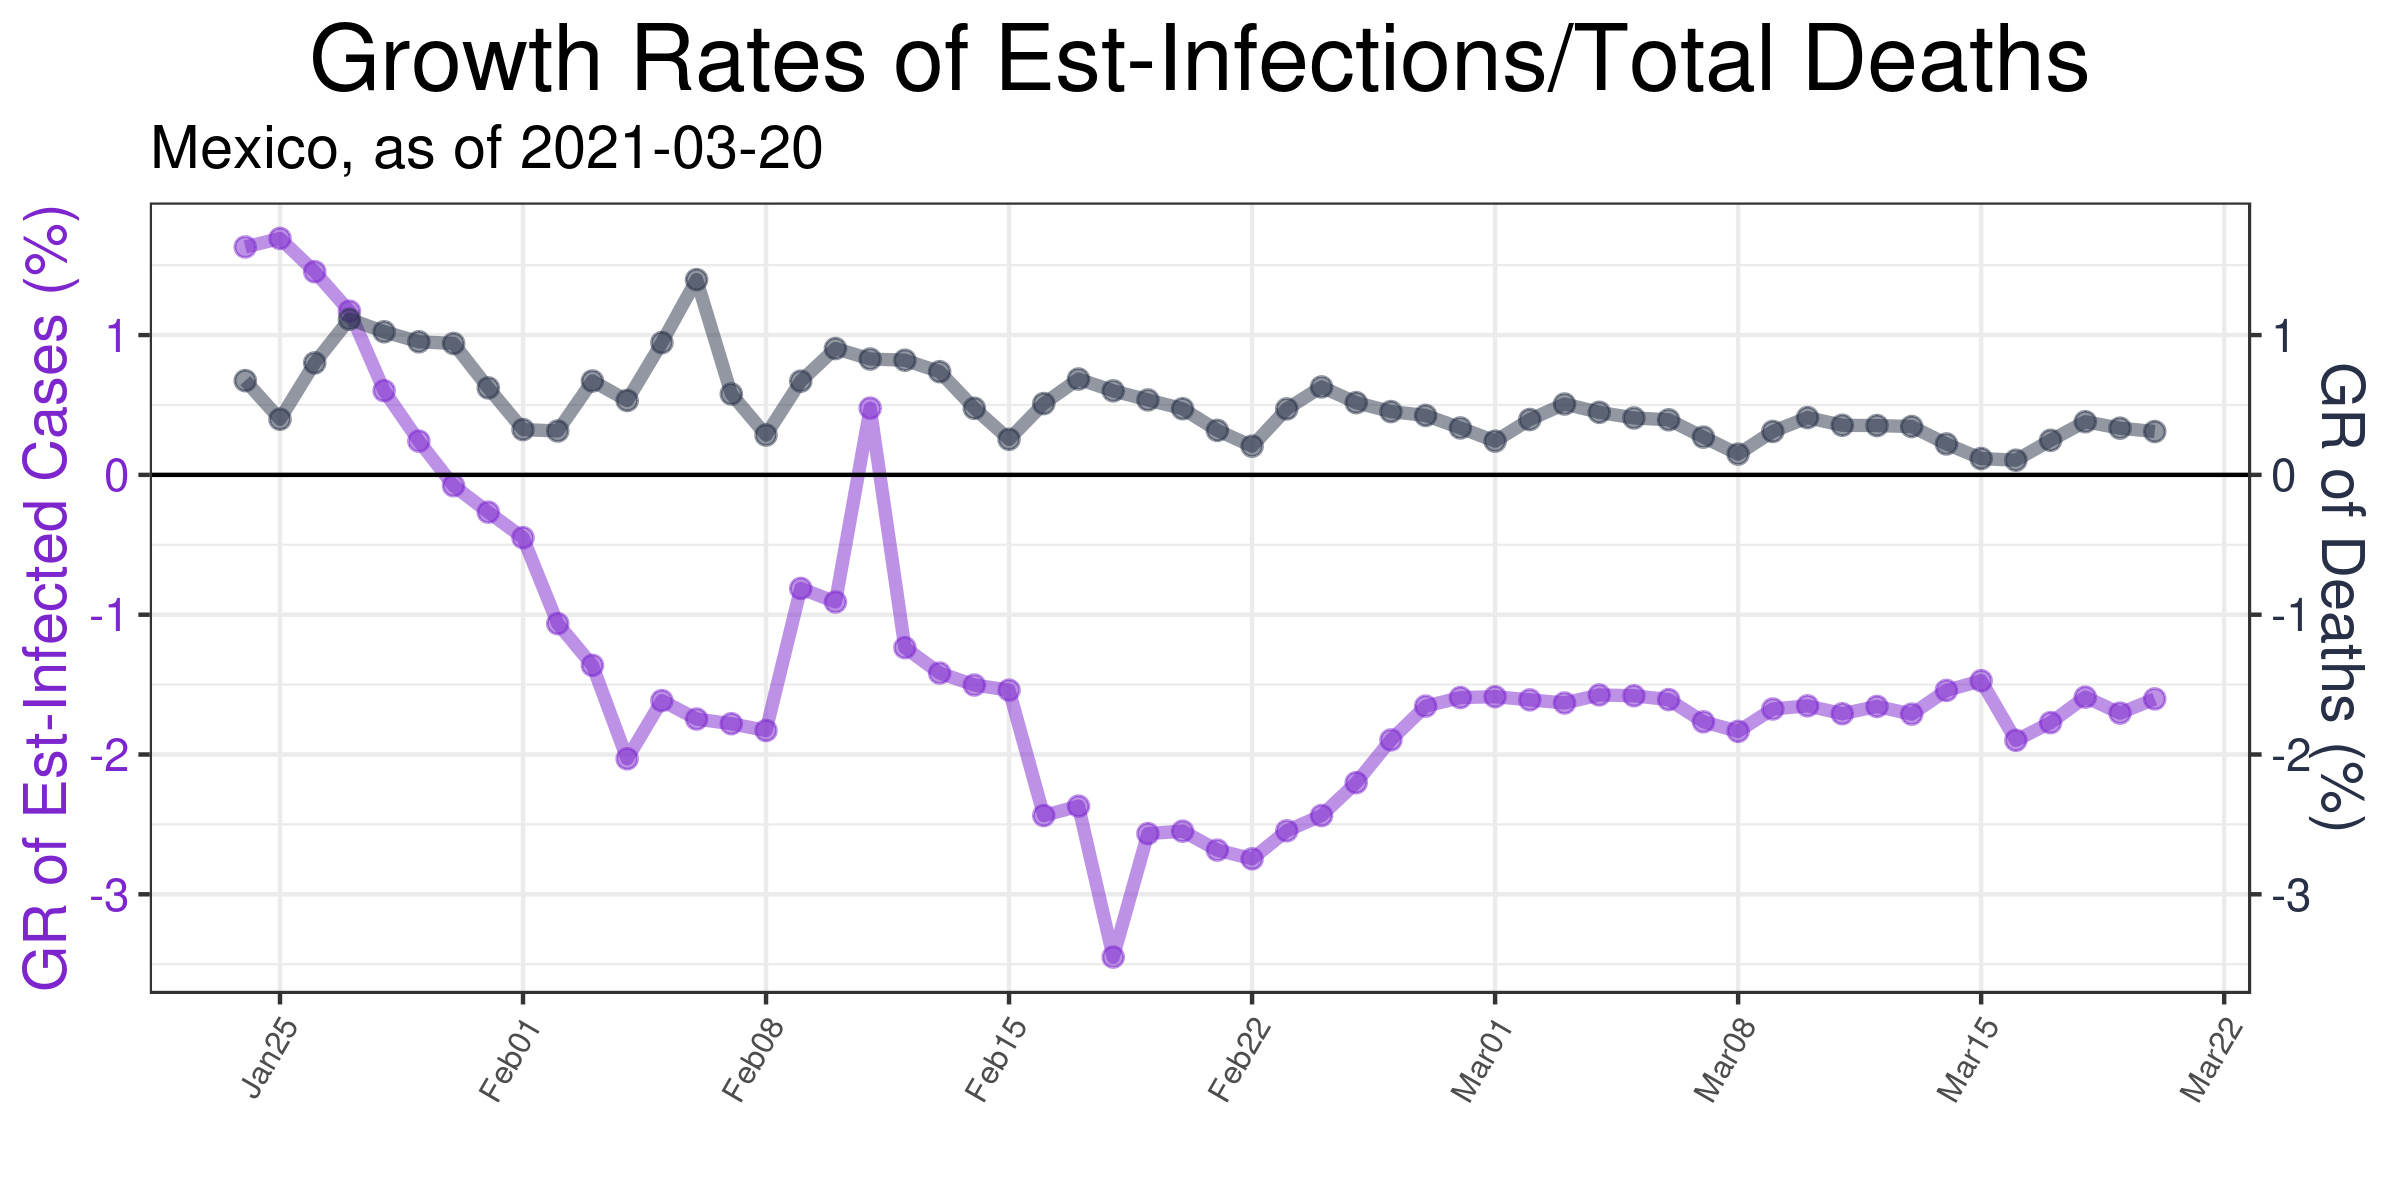 Growth Rates of Est-Infections/Total Deaths
Mexico, as of 2021-03-20
GR of Est-Infected Cases (%)
1
0
-1
-2
-3
1
0
-1
-2
-3
GR of Deaths (%)
Jan25
Feb01
Feb08
Feb15
Feb22
Mar01
Mar08
Mar15
Mar22